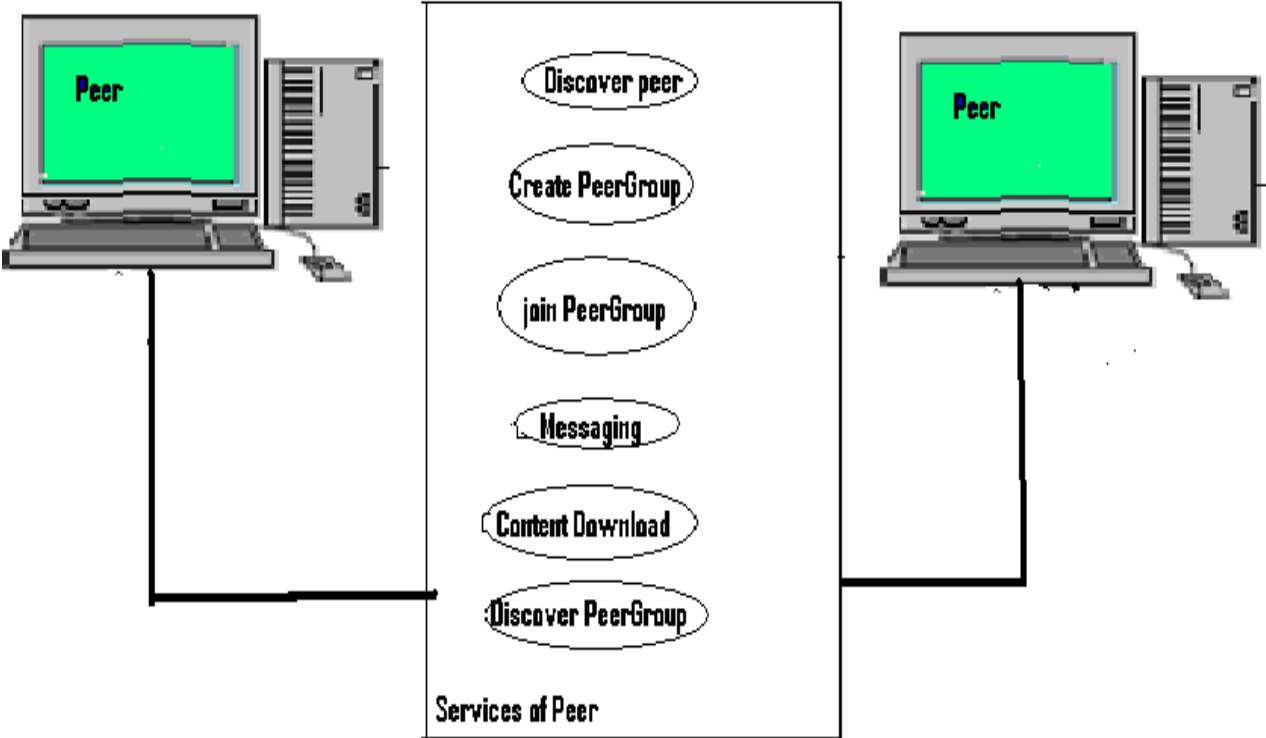 Peer
Discover peer
Peer
Create PeerGroup
join PeerGroup
Messaging
Content Download
Discover PeerGroup
Services of Peer